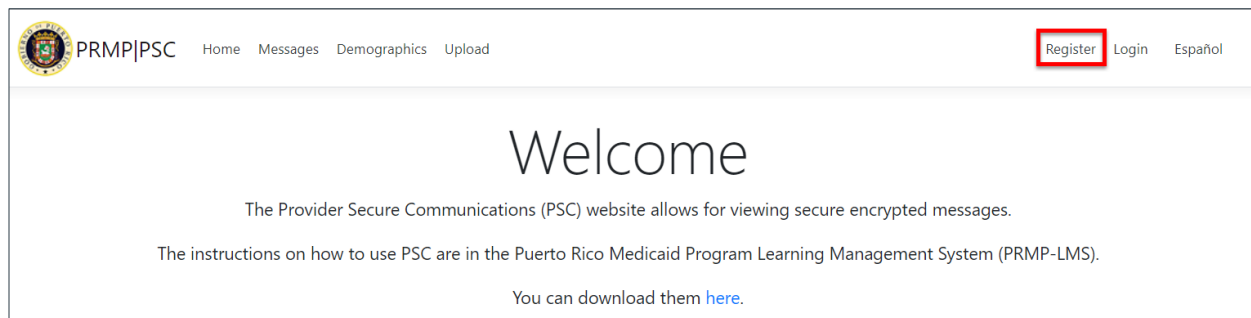 PRMP|PSC Home Messages Demographics Upload Register Login Español
Welcome
The Provider Secure Communications (PSC) website allows for viewing secure encrypted messages.
The instructions on how to use PSC are in the Puerto Rico Medicaid Program Learning Management System (PRMP-LMS).
You can download them here.